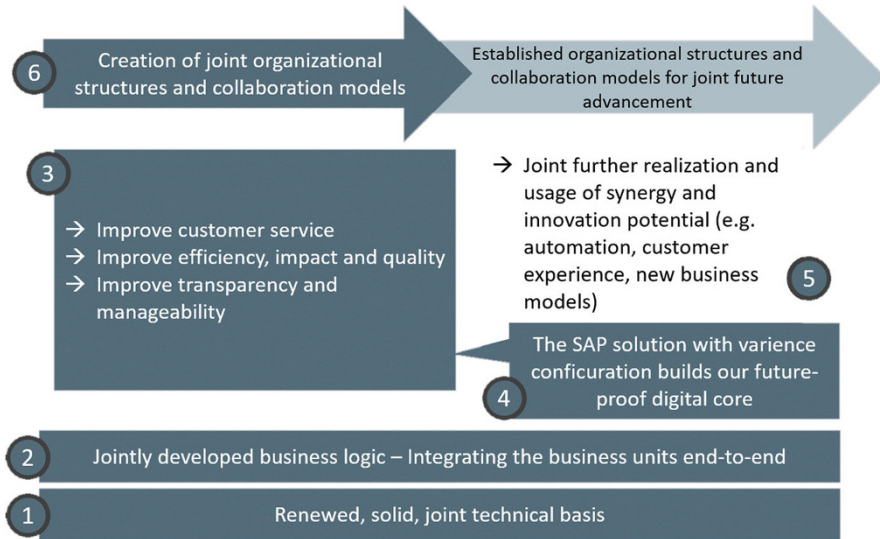 6
Creation of joint organizational
structures and collaboration models
Established organizational structures and
collaboration models for joint future
advancement
3
→ Improve customer service
→ Improve efficiency, impact and quality
→ Improve transparency and
manageability
→ Joint further realization and
usage of synergy and
innovation potential (e.g.
automation, customer
experience, new business
models)
5
The SAP solution with varience
conficuration builds our future-
proof digital core
4
2
Jointly developed business logic – Integrating the business units end-to-end
1
Renewed, solid, joint technical basis